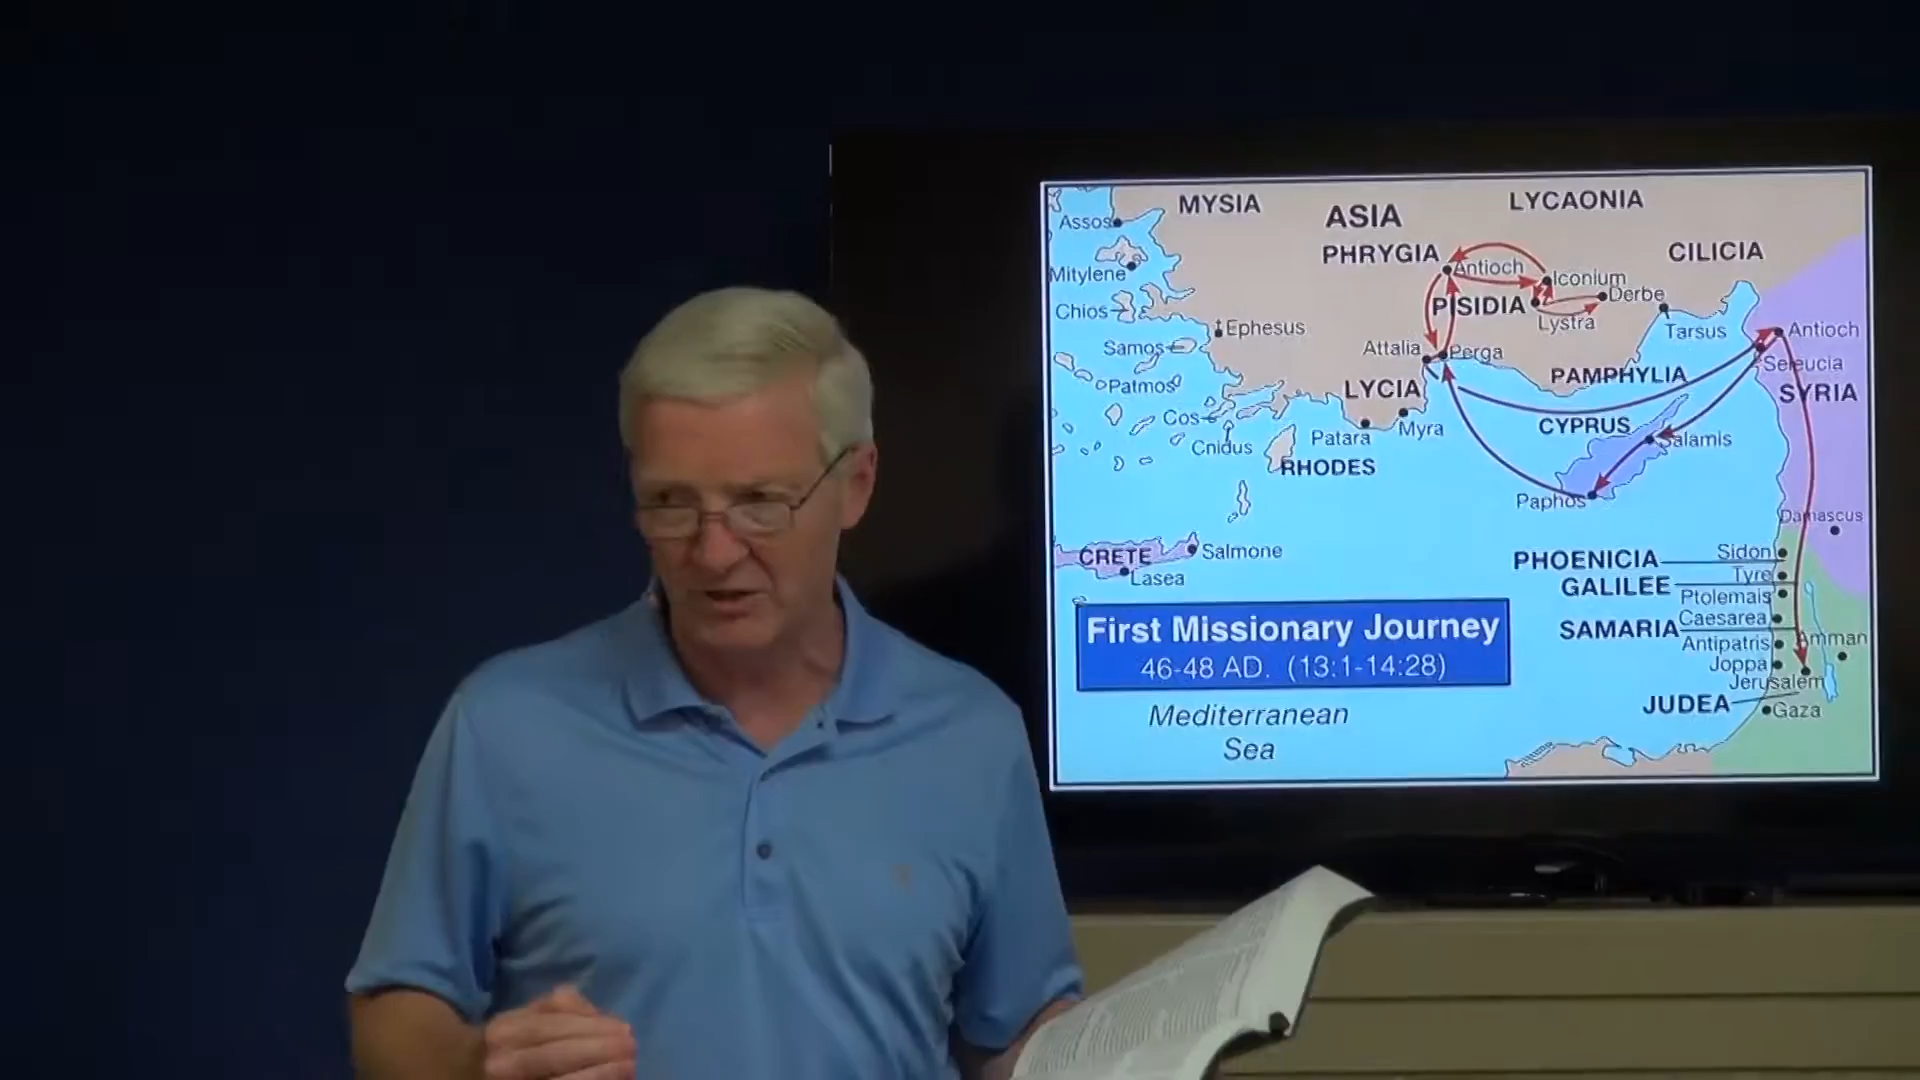 MYSIA
ASIA
LYCAONIA
Assos
PHRYGIA
CILICIA
Antioch
Iconium
Mitylene
Derbe
PISIDIA
Chios
Lystra
Tarsus
Antioch
Ephesus
Samos
Attalia
Perga
Seleucia
Patmos
LYCIA
PAMPHYLIA
SYRIA
Cos
Myra
CYPRUS
Salamis
Cnidus
Patara
RHODES
Paphos
Damascus
CRETE
Salmone
Lasea
PHOENICIA
Sidon
Tyre
GALILEE
Ptolemais
Caesarea
SAMARIA
Antipatris
Amman
Joppa
Jerusalem
JUDEA
Gaza
First Missionary Journey
46-48 AD. (13:1-14:28)
Mediterranean
Sea